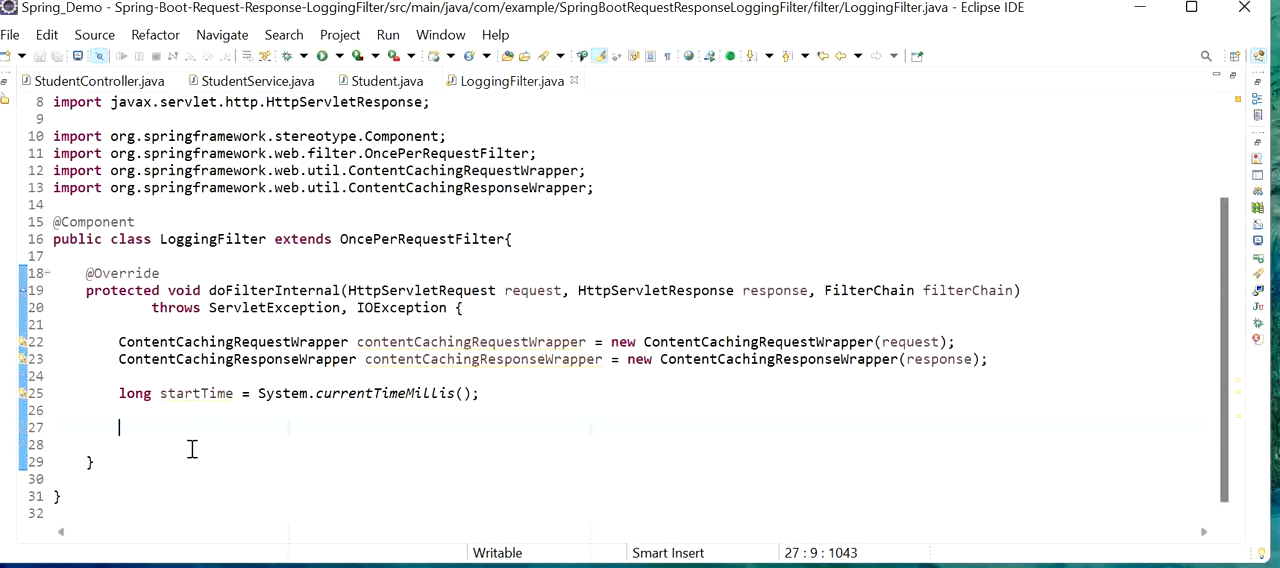 Spring_Demo - Spring-Boot-Request-Response-LoggingFilter/src/main/java/com/example/SpringBootRequestResponseLoggingFilter/filter/LoggingFilter.java - Eclipse IDE
File Edit Source Refactor Navigate Search Project Run Window Help
StudentController.java StudentService.java Student.java LoggingFilter.java
8 import javax.servlet.http.HttpServletResponse;
9
10 import org.springframework.stereotype.Component;
11 import org.springframework.web.filter.OncePerRequestFilter;
12 import org.springframework.web.util.ContentCachingRequestWrapper;
13 import org.springframework.web.util.ContentCachingResponseWrapper;
14
15 @Component
16 public class LoggingFilter extends OncePerRequestFilter{
17
18 @Override
19 protected void doFilterInternal(HttpServletRequest request, HttpServletResponse response, FilterChain filterChain)
20 throws ServletException, IOException {
21
22 ContentCachingRequestWrapper contentCachingRequestWrapper = new ContentCachingRequestWrapper(request);
23 ContentCachingResponseWrapper contentCachingResponseWrapper = new ContentCachingResponseWrapper(response);
24
25 long startTime = System.currentTimeMillis();
26
27
28
29 }
30
31 }
32
Writable Smart Insert 27 : 9 : 1043